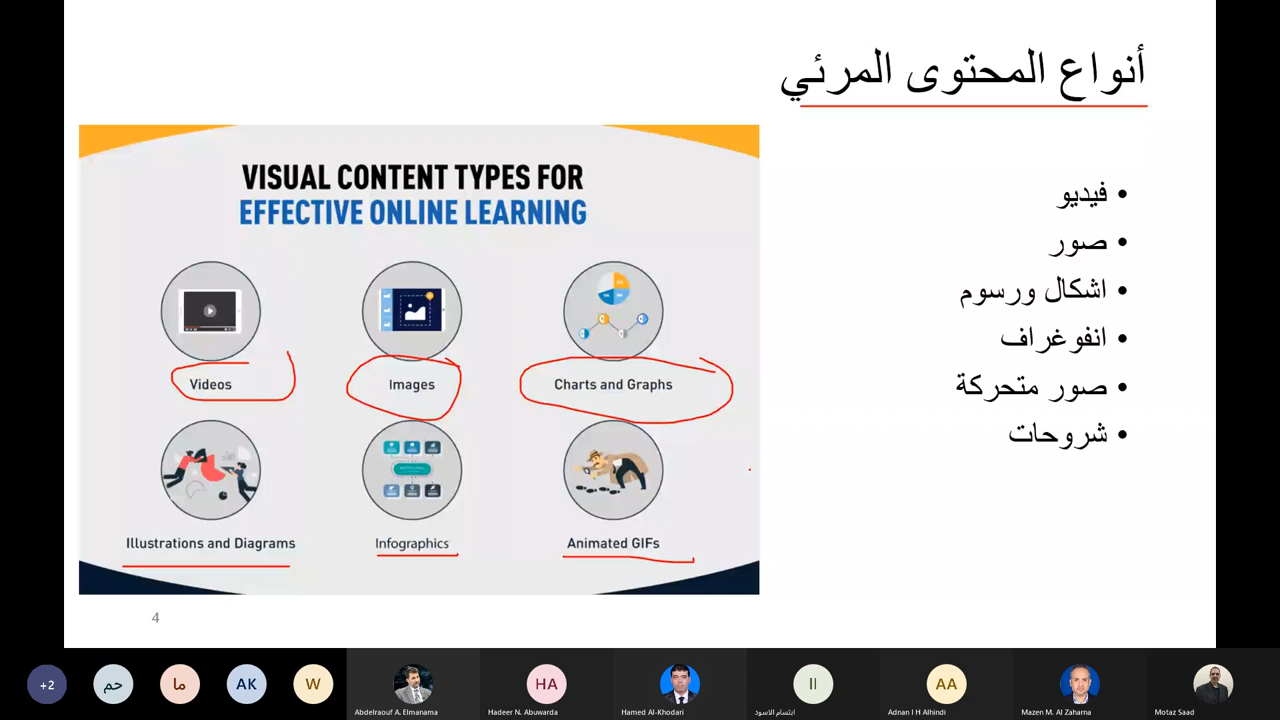 أنواع المحتوى المرئي
• فيديو
• صور
• اشكال ورسوم
• انفوغراف
• صور متحركة
• شروحات
VISUAL CONTENT TYPES FOR
EFFECTIVE ONLINE LEARNING
Videos
Images
Charts and Graphs
Illustrations and Diagrams
Infographics
Animated GIFs
4
+2
حم
ما
AK
W
Abdelraouf A. Elmanama
HA
Hadeer N. Abuwarda
Hamed Al-Khodari
اا
ابتسام الاسود
AA
Adnan I H Alhindi
Mazen M. Al Zaharna
Motaz Saad